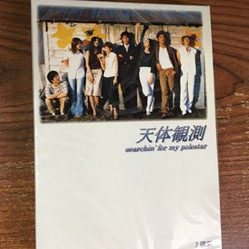 天体観測
searchin' for my polestar